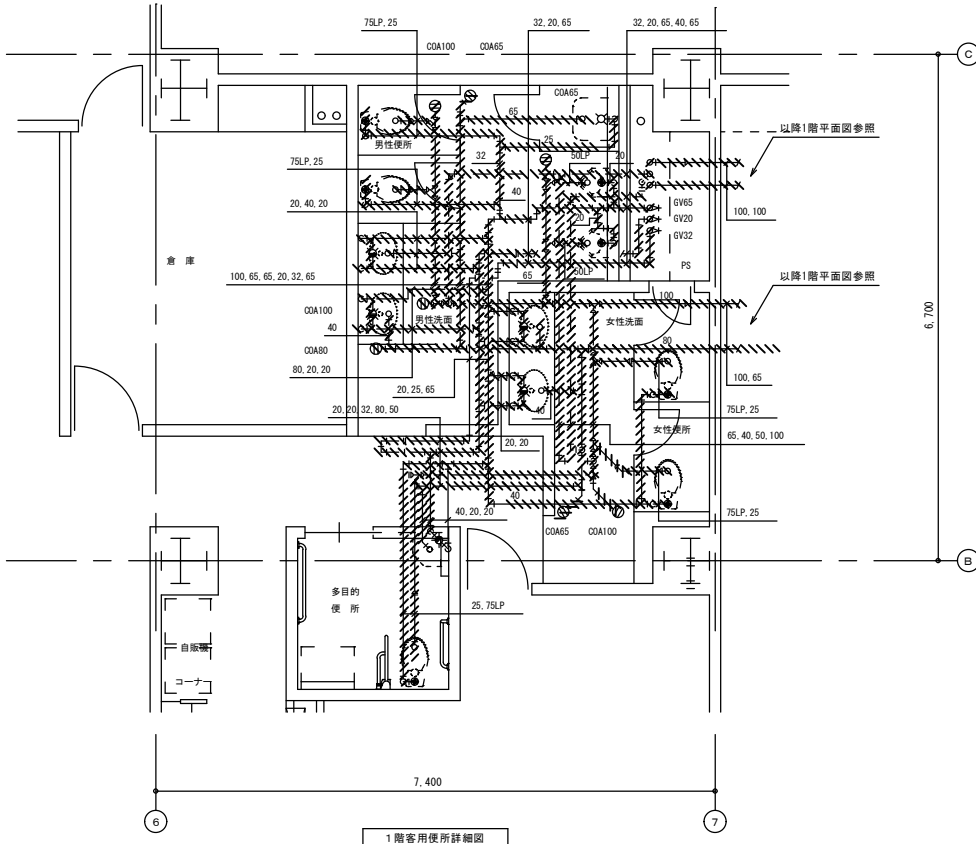 75LP, 25
32, 20, 65
32, 20, 65, 40, 65
COA100
COA65
C
COA65
65
25
以降1階平面図参照
男性便所
75LP, 25
32
50LP
20
40
20, 40, 20
20
100, 100
GV65
GV20
GV32
PS
倉 庫
100, 65, 65, 20, 32, 65
65
50LP
以降1階平面図参照
6, 700
100
COA100
男性洗面
女性洗面
40
COA80
80
80, 20, 20
100, 65
20, 25, 65
75LP, 25
20, 20, 32, 80, 50
40
女性便所
20, 20
65, 40, 50, 100
40
40, 20, 20
75LP, 25
COA65
COA100
B
多目的
便 所
25, 75LP
自販機
コーナー
7, 400
6
7
1階客用便所詳細図